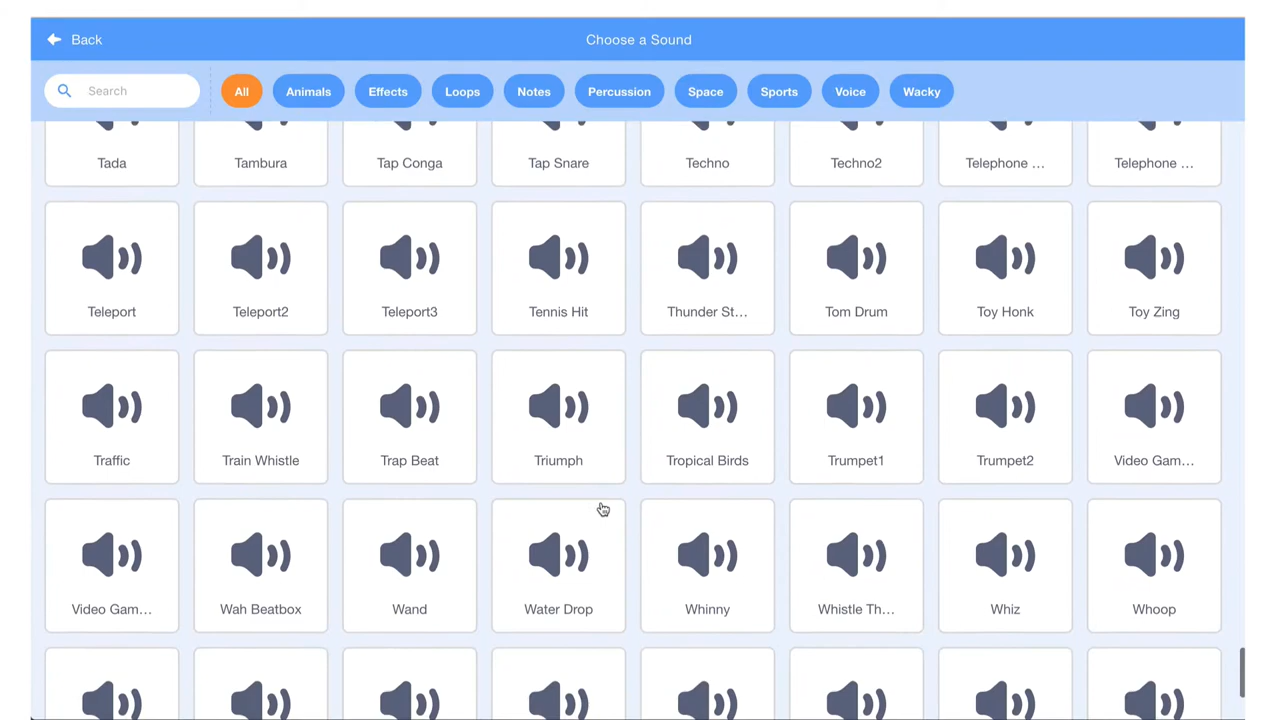 Back Choose a Sound
Search All Animals Effects Loops Notes Percussion Space Sports Voice Wacky
Tada Tambura Tap Conga Tap Snare Techno Techno2 Telephone ... Telephone ...
Teleport Teleport2 Teleport3 Tennis Hit Thunder St... Tom Drum Toy Honk Toy Zing
Traffic Train Whistle Trap Beat Triumph Tropical Birds Trumpet1 Trumpet2 Video Gam...
Video Gam... Wah Beatbox Wand Water Drop Whinny Whistle Th... Whiz Whoop